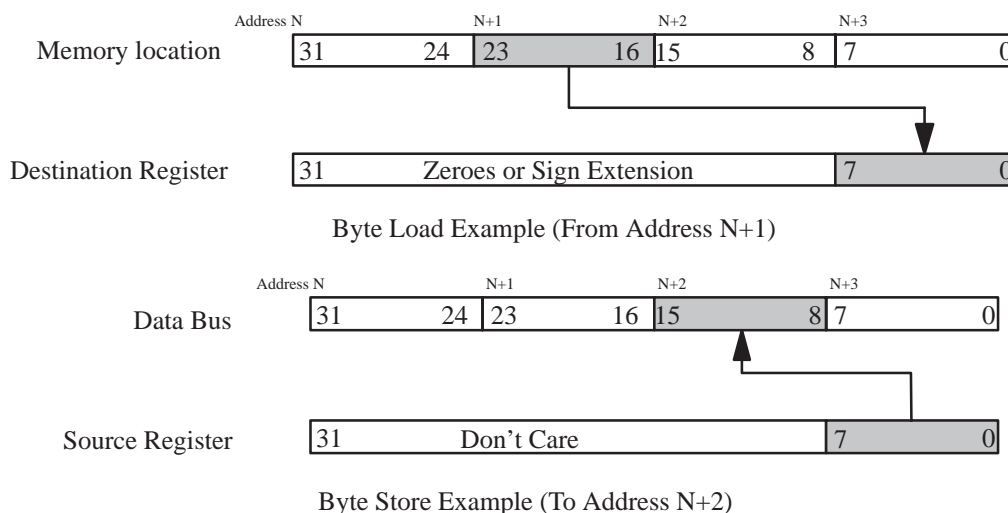 Address N N+1 N+2 N+3
Memory location 31 24 23 16 15 8 7 0
Destination Register 31 Zeroes or Sign Extension 7 0
Byte Load Example (From Address N+1)
Address N N+1 N+2 N+3
Data Bus 31 24 23 16 15 8 7 0
Source Register 31 Don't Care 7 0
Byte Store Example (To Address N+2)